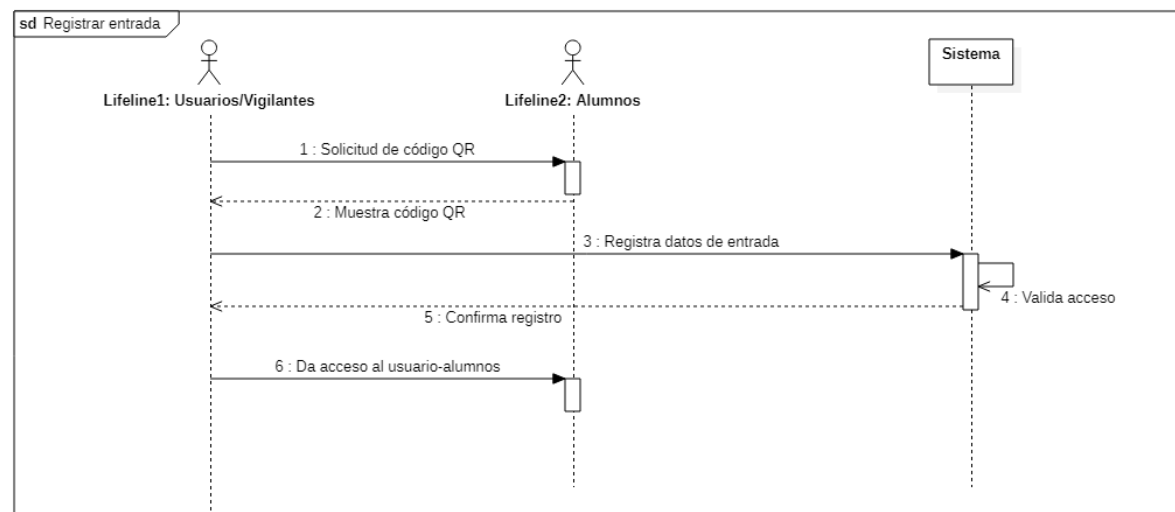 sd Registrar entrada
Lifeline1: Usuarios/Vigilantes
Lifeline2: Alumnos
Sistema
1 : Solicitud de código QR
2 : Muestra código QR
3 : Registra datos de entrada
4 : Valida acceso
5 : Confirma registro
6 : Da acceso al usuario-alumnos